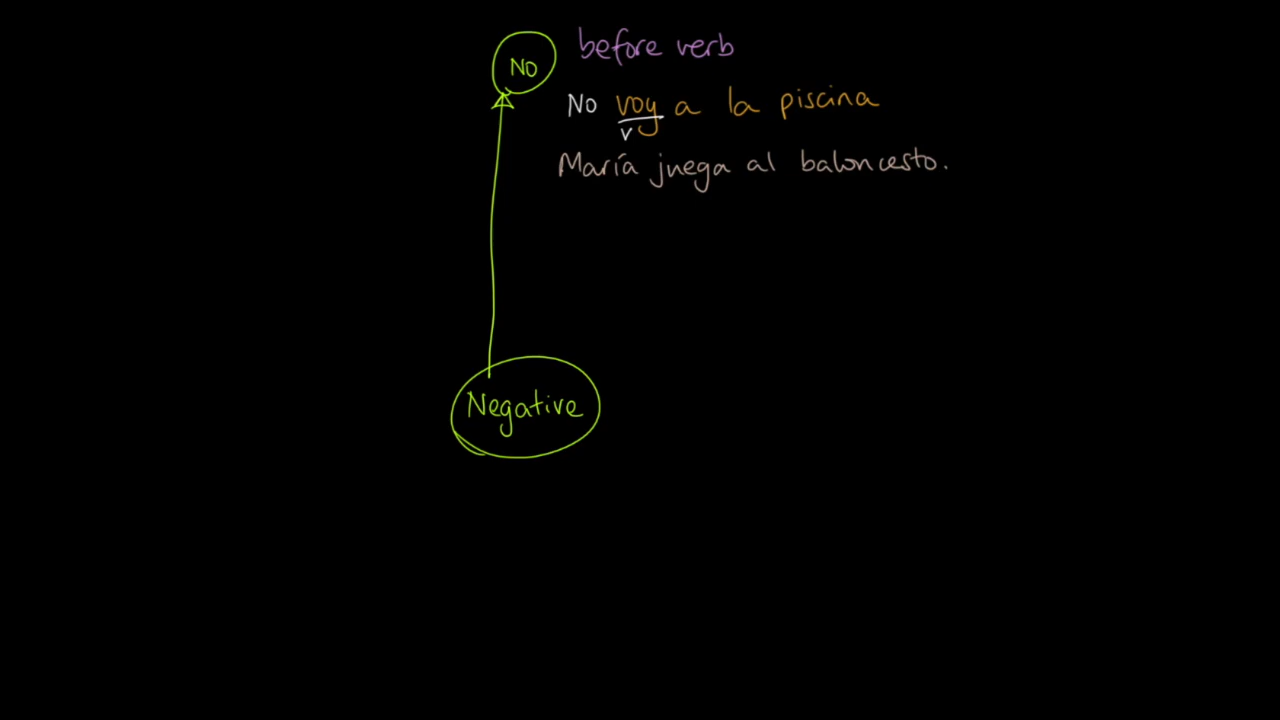 NO
before verb
No voy a la piscina
v
María juega al baloncesto.
Negative